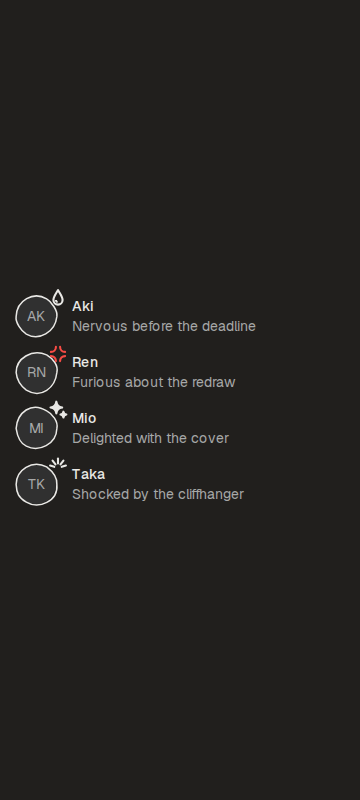 AK
Aki
Nervous before the deadline
RN
Ren
Furious about the redraw
MI
Mio
Delighted with the cover
TK
Taka
Shocked by the cliffhanger